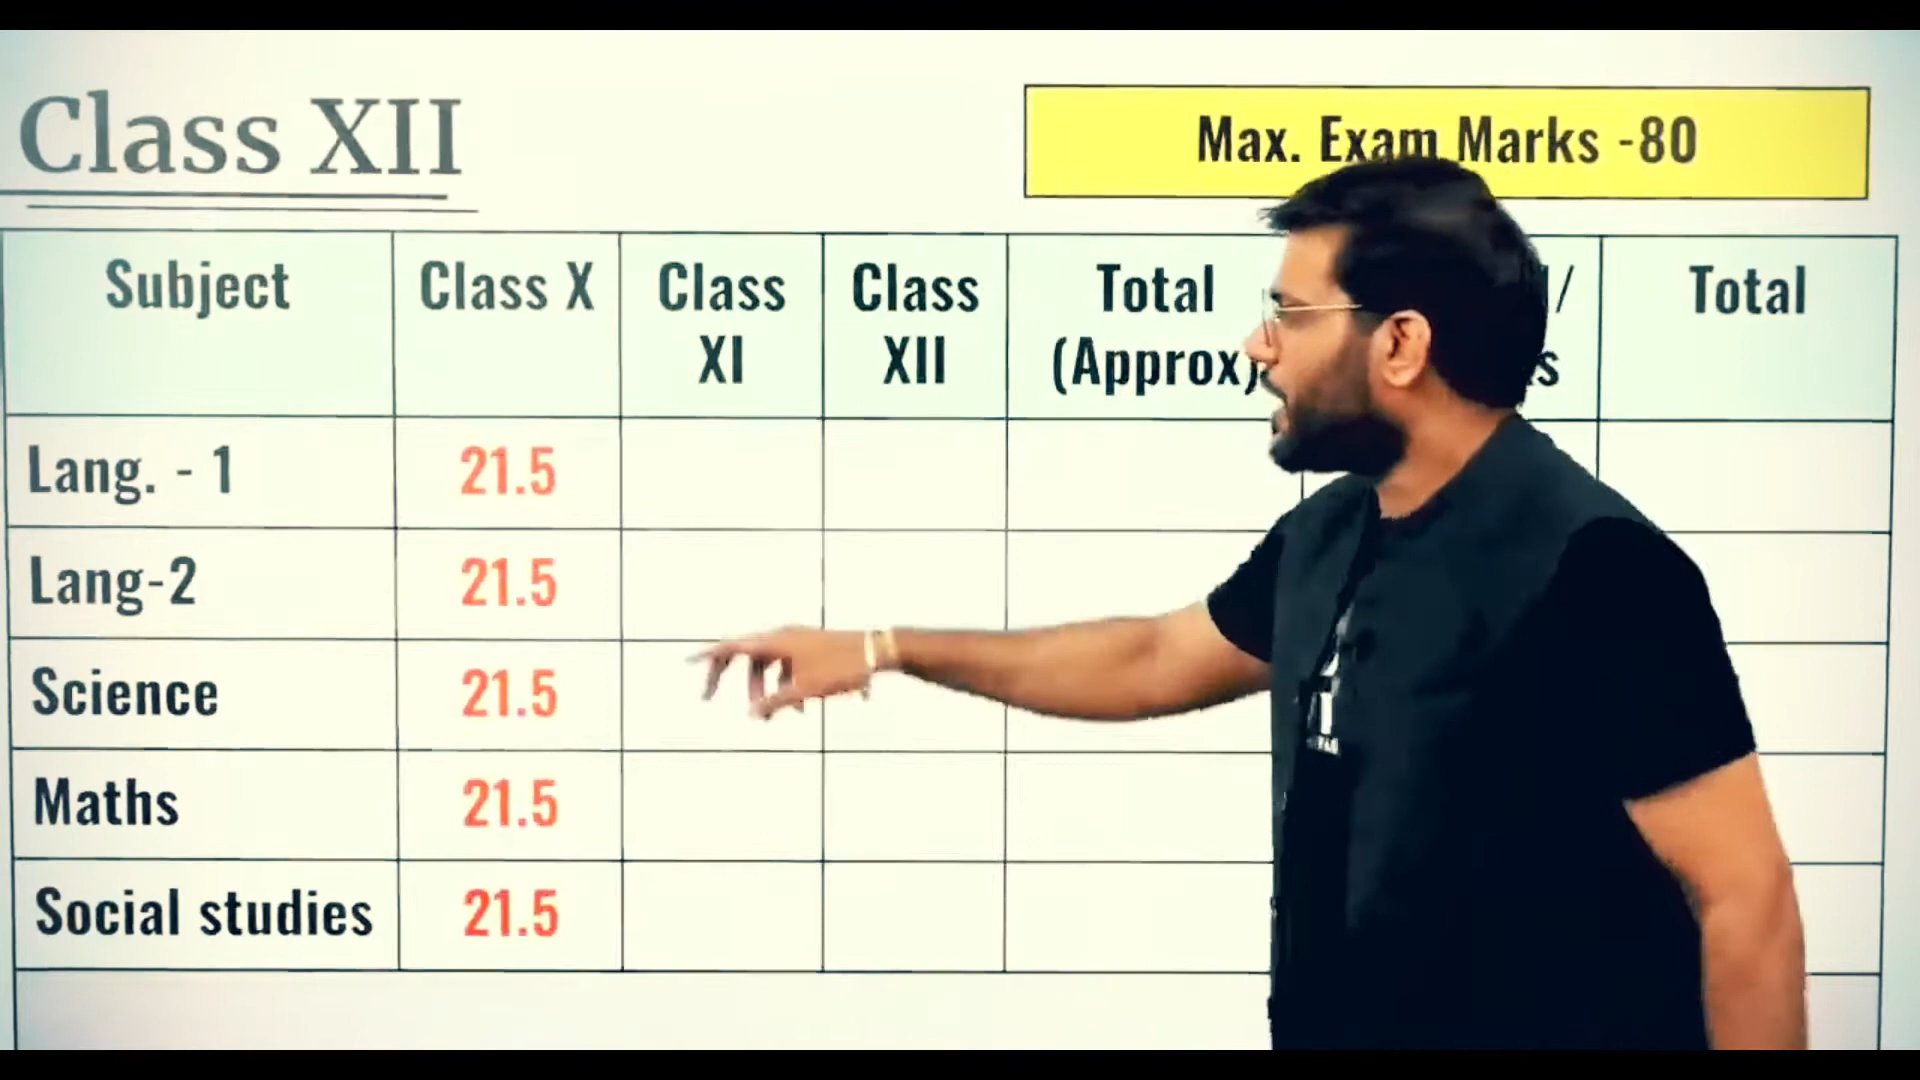 Class XII
Max. Exam Marks -80
Subject
Class X
Class
XI
Class
XII
Total
(Approx)
/
s
Total
Lang. - 1
21.5
Lang-2
21.5
Science
21.5
Maths
21.5
Social studies
21.5